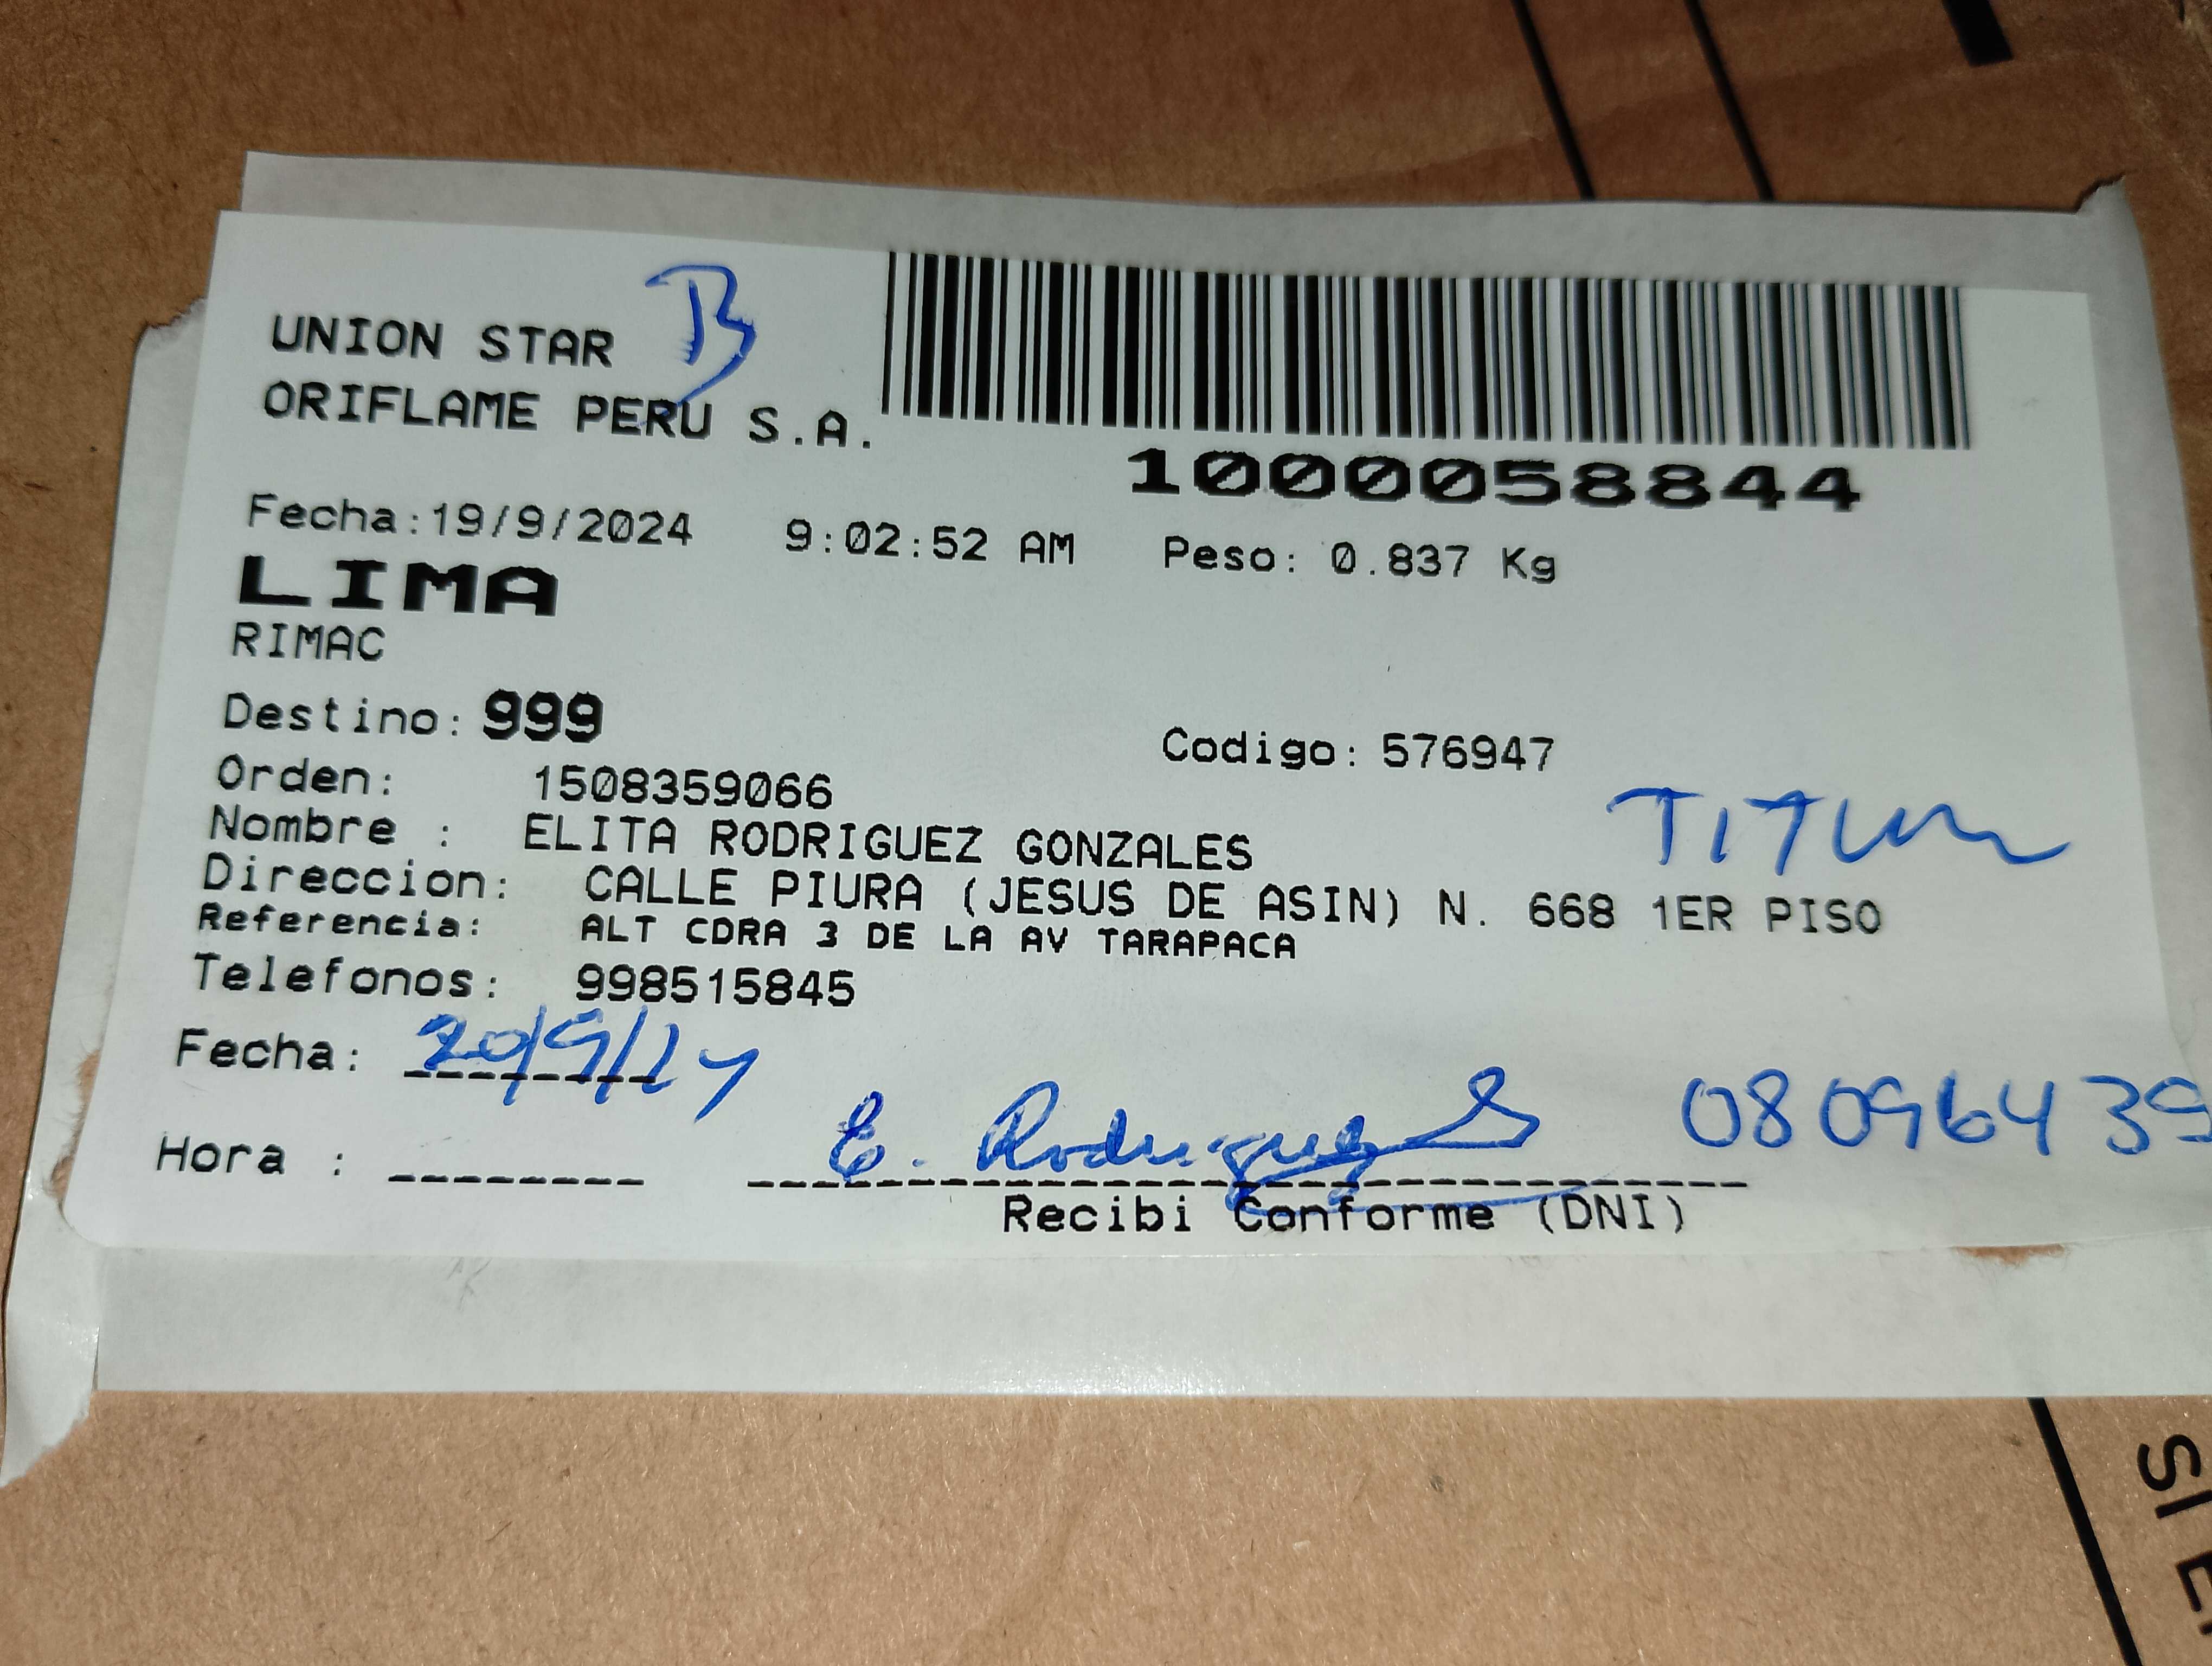 UNION STAR B
ORIFLAME PERU S.A.
1000058844
Fecha:19/9/2024 9:02:52 AM Peso: 0.837 Kg
LIMA
RIMAC
Destino: 999 Codigo: 576947
Orden: 1508359066
Nombre : ELITA RODRIGUEZ GONZALES
Direccion: CALLE PIURA (JESUS DE ASIN) N. 668 1ER PISO
Referencia: ALT CDRA 3 DE LA AV TARAPACA
Telefonos: 998515845
Fecha: 20/9/24
Hora : E. Rodriguez 08096439
Recibi Conforme (DNI)